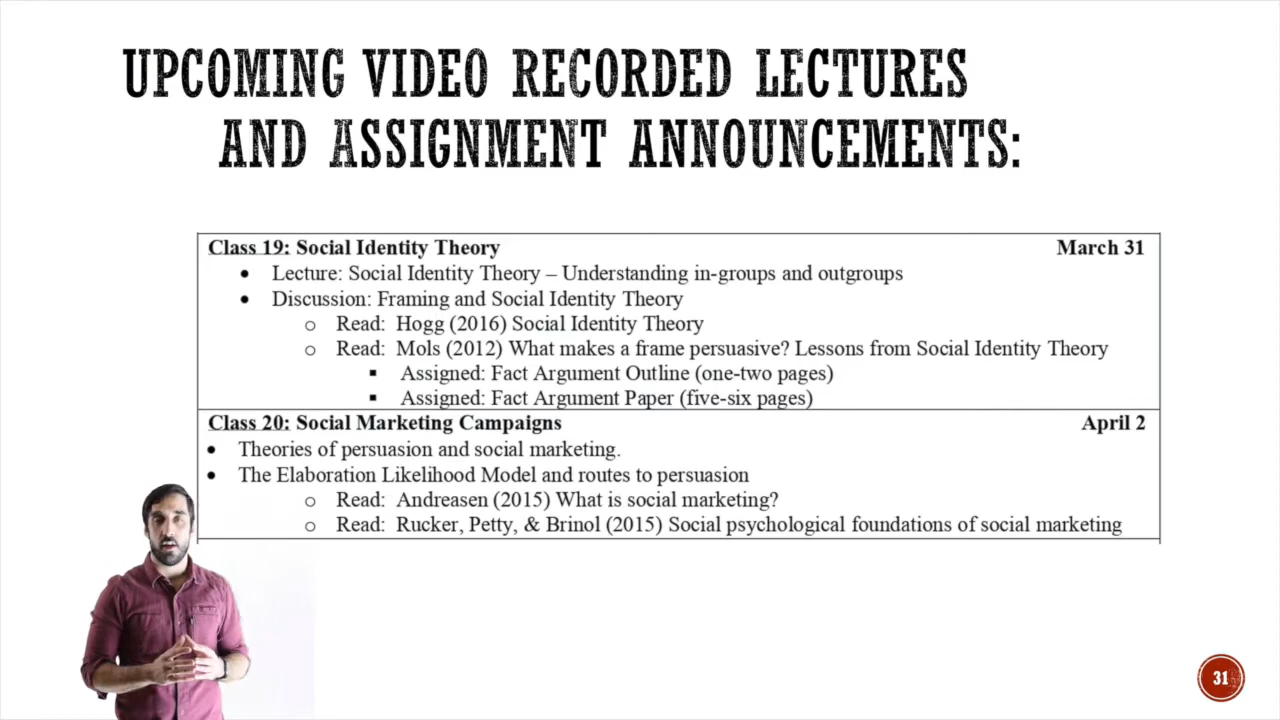 UPCOMING VIDEO RECORDED LECTURES
AND ASSIGNMENT ANNOUNCEMENTS:
Class 19: Social Identity Theory March 31
• Lecture: Social Identity Theory – Understanding in-groups and outgroups
• Discussion: Framing and Social Identity Theory
o Read: Hogg (2016) Social Identity Theory
o Read: Mols (2012) What makes a frame persuasive? Lessons from Social Identity Theory
▪ Assigned: Fact Argument Outline (one-two pages)
▪ Assigned: Fact Argument Paper (five-six pages)
Class 20: Social Marketing Campaigns April 2
• Theories of persuasion and social marketing.
• The Elaboration Likelihood Model and routes to persuasion
o Read: Andreasen (2015) What is social marketing?
o Read: Rucker, Petty, & Brinol (2015) Social psychological foundations of social marketing
31